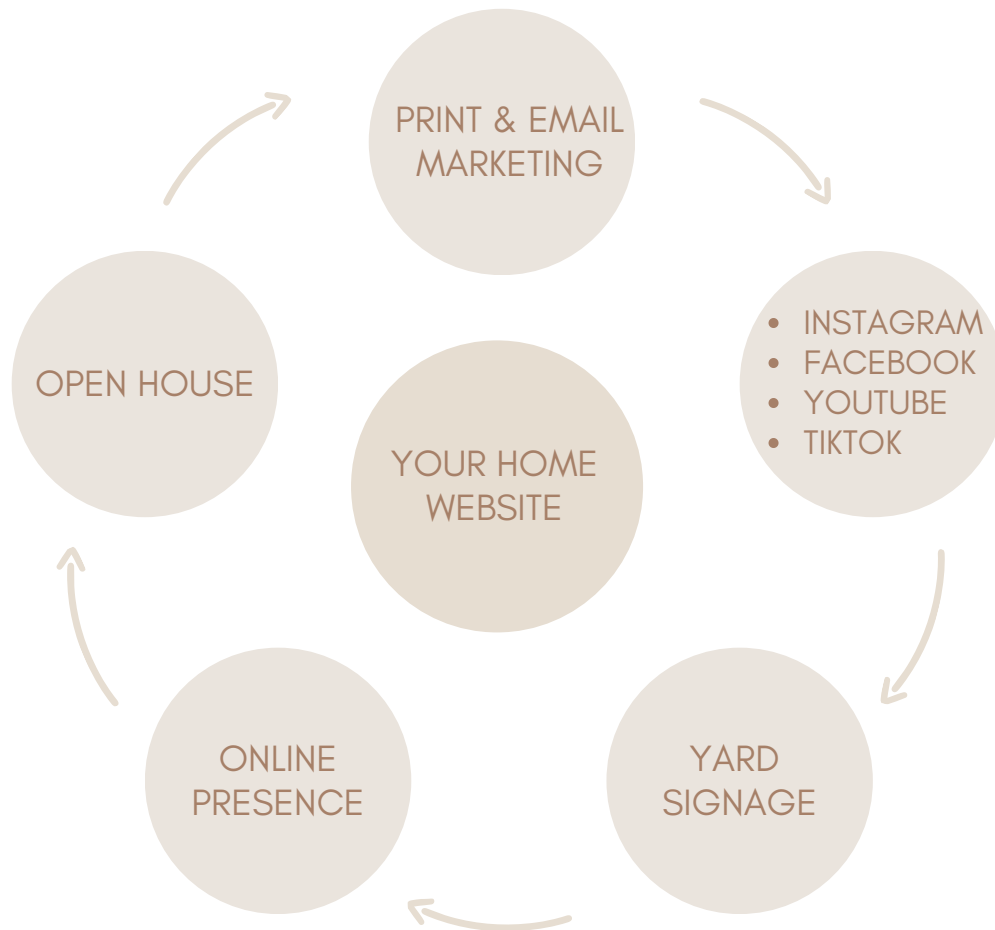 PRINT & EMAIL
MARKETING
• INSTAGRAM
• FACEBOOK
• YOUTUBE
• TIKTOK
YARD
SIGNAGE
ONLINE
PRESENCE
OPEN HOUSE
YOUR HOME
WEBSITE